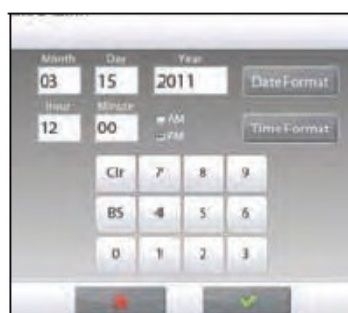 Month Day Year
03 15 2011 Date Format
Hour Minute
12 00 AM
PM Time Format
Clr 7 8 9
BS 4 5 6
0 1 2 3